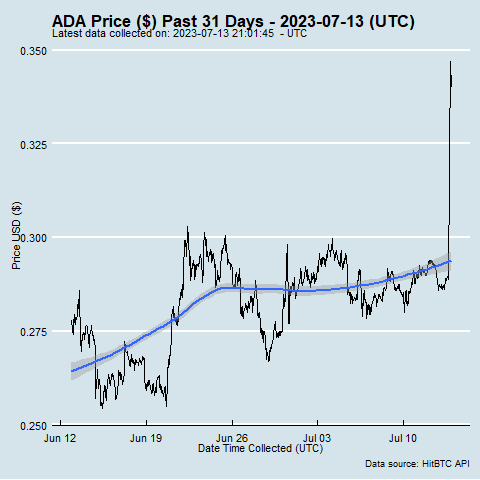 ADA Price ($) Past 31 Days - 2023-07-13 (UTC)
Latest data collected on: 2023-07-13 21:01:45  - UTC
0.350
0.325
0.300
0.275
0.250
Price USD ($)
Jun 12
Jun 19
Jun 26
Jul 03
Jul 10
Date Time Collected (UTC)
Data source: HitBTC API